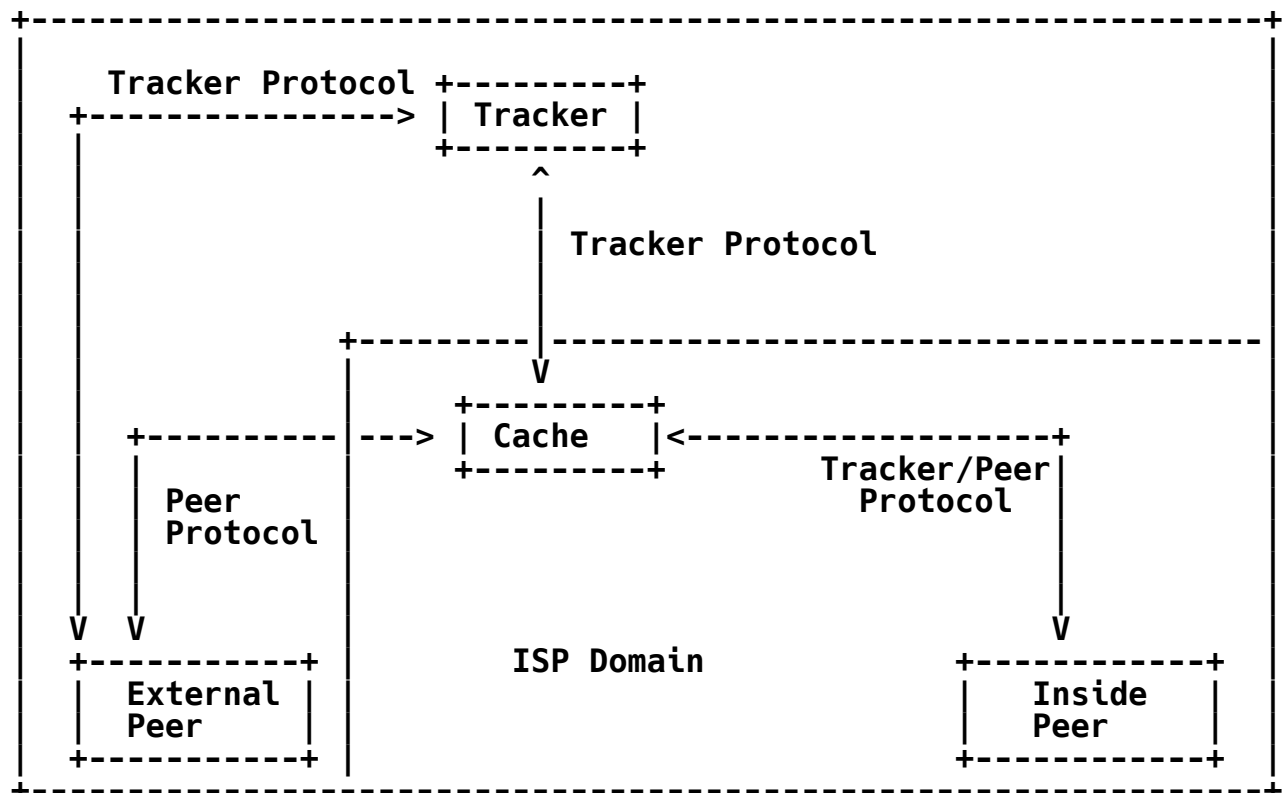 Tracker Protocol
Tracker
Tracker Protocol
Cache
Tracker/Peer
Protocol
Peer
Protocol
ISP Domain
External
Peer
Inside
Peer